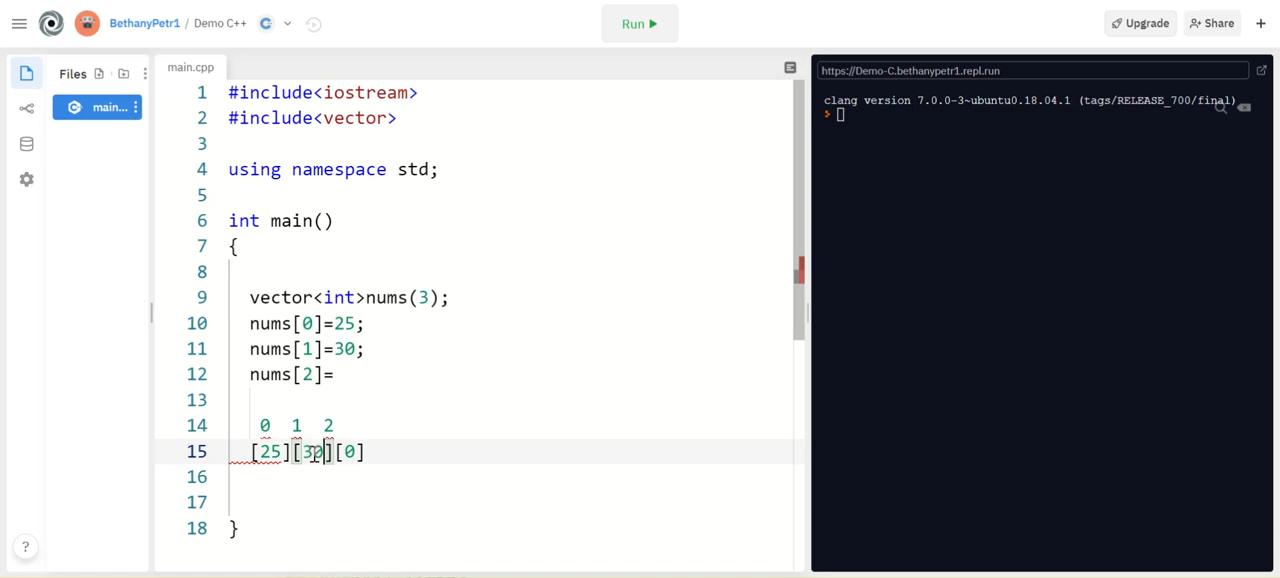 BethanyPetr1 / Demo C++
Run
Upgrade
Share
Files
main...
main.cpp
1 #include<iostream>
2 #include<vector>
3
4 using namespace std;
5
6 int main()
7 {
8
9 vector<int>nums(3);
10 nums[0]=25;
11 nums[1]=30;
12 nums[2]=
13
14 0 1 2
15 [25][30][0]
16
17
18 }
?
https://Demo-C.bethanypetr1.repl.run
clang version 7.0.0-3~ubuntu0.18.04.1 (tags/RELEASE_700/final)